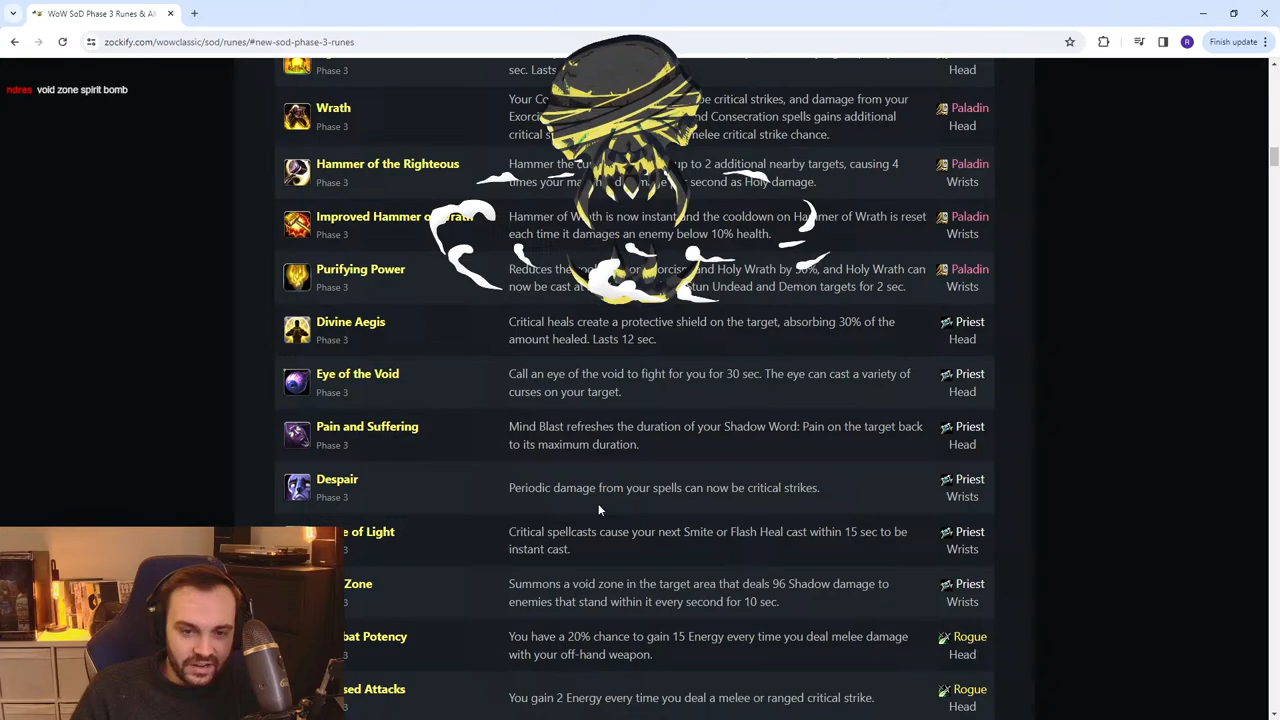 WoW SoD Phase 3 Runes & Al
zockify.com/wowclassic/sod/runes/#new-sod-phase-3-runes
R
Finish update
ndras void zone spirit bomb
Phase 3
sec. Lasts
Head
Wrath
Phase 3
Your Co be critical strikes, and damage from your
Exorci and Consecration spells gains additional
critical s melee critical strike chance.
Paladin
Head
Hammer of the Righteous
Phase 3
Hammer the cu up to 2 additional nearby targets, causing 4
times your ma second as Holy damage.
Paladin
Wrists
Improved Hammer of Wrath
Phase 3
Hammer of Wrath is now instant and the cooldown on Hammer of Wrath is reset
each time it damages an enemy below 10% health.
Paladin
Wrists
Purifying Power
Phase 3
Reduces the on Exorcism and Holy Wrath by 50%, and Holy Wrath can
now be cast at stun Undead and Demon targets for 2 sec.
Paladin
Wrists
Divine Aegis
Phase 3
Critical heals create a protective shield on the target, absorbing 30% of the
amount healed. Lasts 12 sec.
Priest
Head
Eye of the Void
Phase 3
Call an eye of the void to fight for you for 30 sec. The eye can cast a variety of
curses on your target.
Priest
Head
Pain and Suffering
Phase 3
Mind Blast refreshes the duration of your Shadow Word: Pain on the target back
to its maximum duration.
Priest
Head
Despair
Phase 3
Periodic damage from your spells can now be critical strikes.
Priest
Wrists
e of Light
3
Critical spellcasts cause your next Smite or Flash Heal cast within 15 sec to be
instant cast.
Priest
Wrists
Zone
3
Summons a void zone in the target area that deals 96 Shadow damage to
enemies that stand within it every second for 10 sec.
Priest
Wrists
bat Potency
3
You have a 20% chance to gain 15 Energy every time you deal melee damage
with your off-hand weapon.
Rogue
Head
sed Attacks
3
You gain 2 Energy every time you deal a melee or ranged critical strike.
Rogue
Head